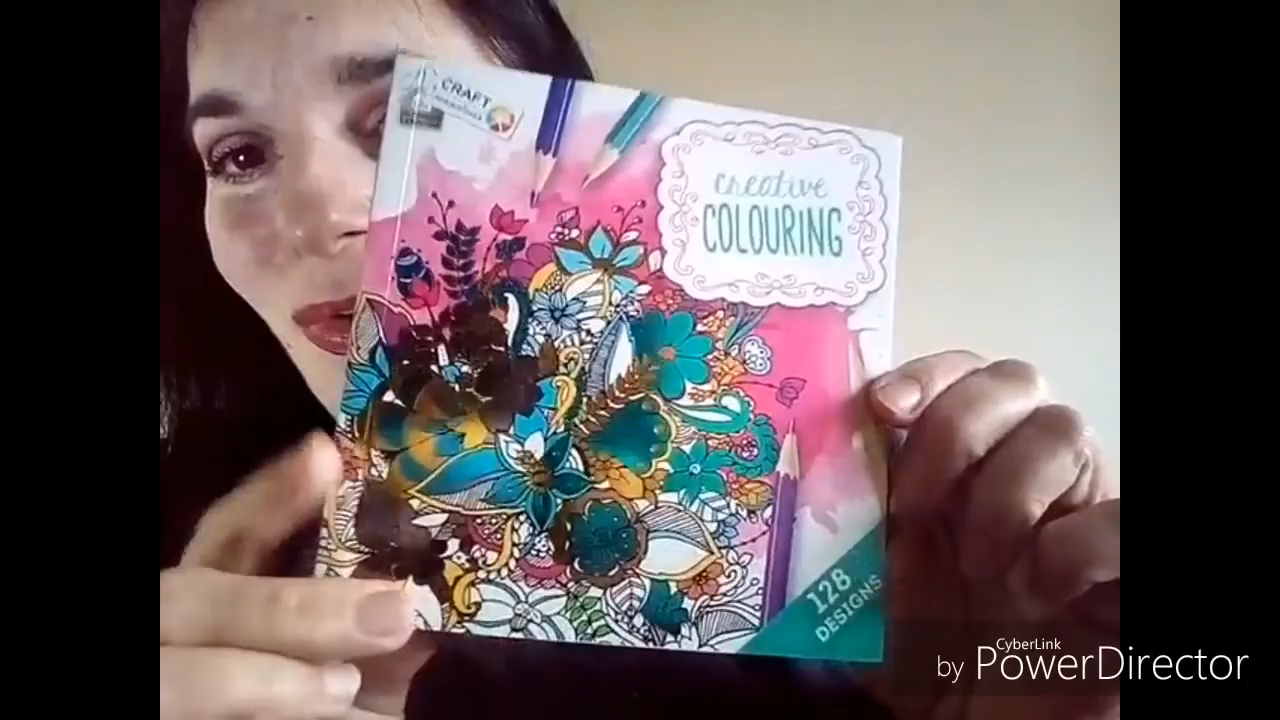 CRAFT
creative
COLOURING
128
DESIGNS
CyberLink
by PowerDirector